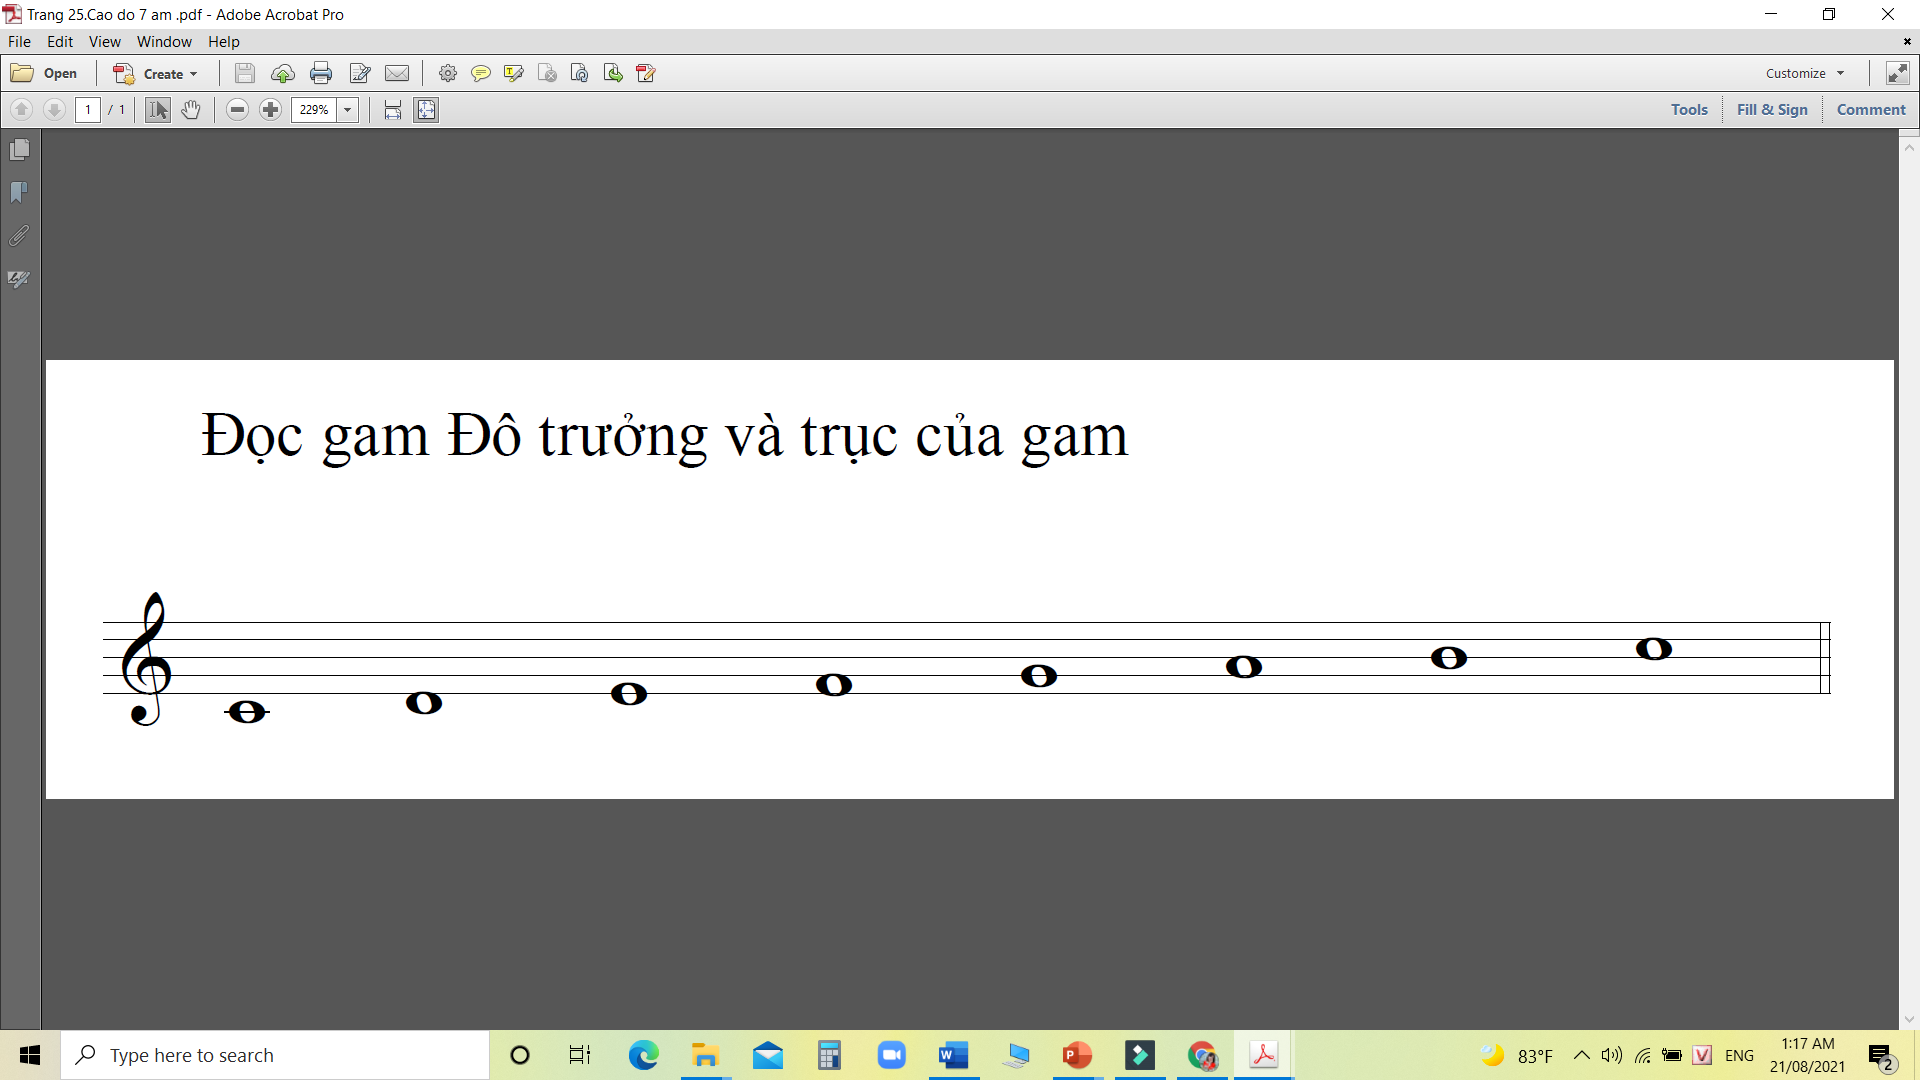 Trang 25.Cao do 7 am .pdf - Adobe Acrobat Pro
File Edit View Window Help
Open Create Customize
1 / 1 229% Tools Fill & Sign Comment
Đọc gam Đô trưởng và trục của gam
Type here to search 83°F ENG 1:17 AM
21/08/2021 2